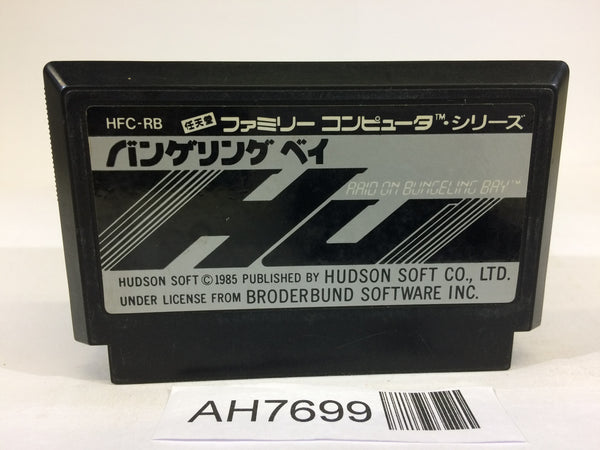 HFC-RB 任天堂 ファミリー コンピュータ™・シリーズ
バンゲリング ベイ
RAID ON BUNGELING BAY™
HU
HUDSON SOFT ©1985 PUBLISHED BY HUDSON SOFT CO., LTD.
UNDER LICENSE FROM BRODERBUND SOFTWARE INC.
AH7699